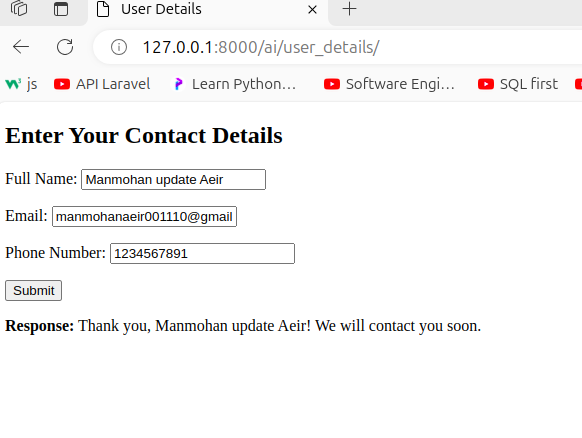 User Details
127.0.0.1:8000/ai/user_details/
js API Laravel Learn Python… Software Engi… SQL first
Enter Your Contact Details
Full Name: Manmohan update Aeir
Email: manmohanaeir001110@gmail
Phone Number: 1234567891
Submit
Response: Thank you, Manmohan update Aeir! We will contact you soon.